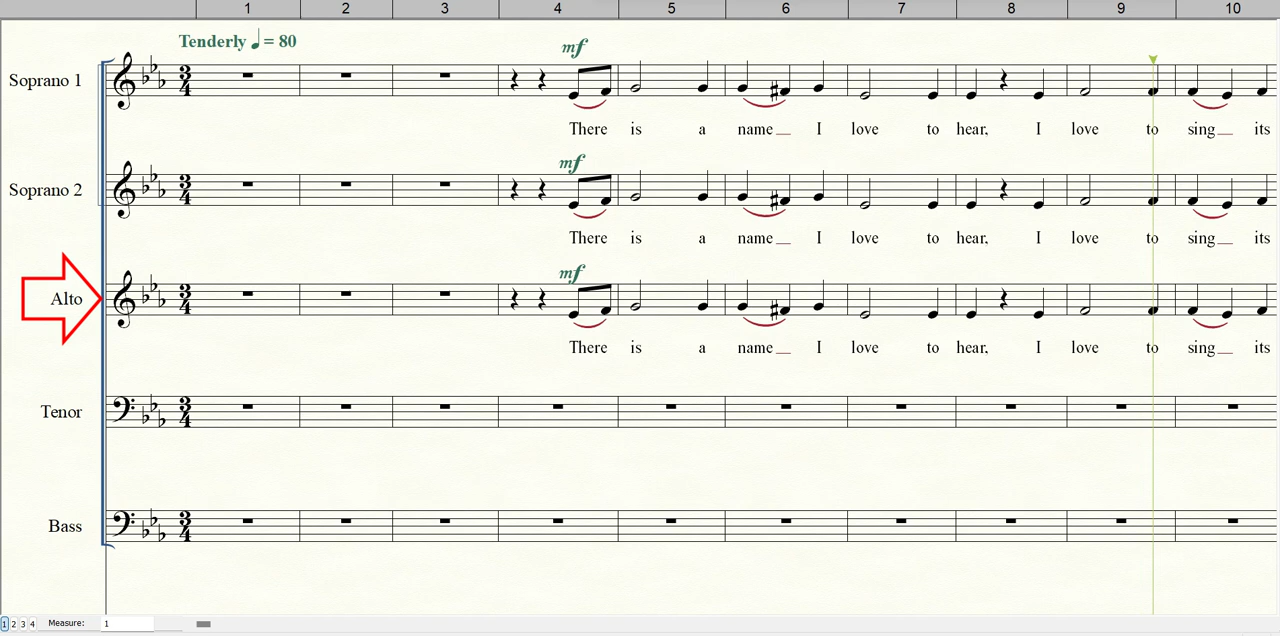 1 2 3 4 5 6 7 8 9 10
Tenderly ♩ = 80
mf
Soprano 1
There is a name I love to hear, I love to sing its
mf
Soprano 2
There is a name I love to hear, I love to sing its
mf
Alto
There is a name I love to hear, I love to sing its
Tenor
Bass
1 2 3 4 Measure: 1